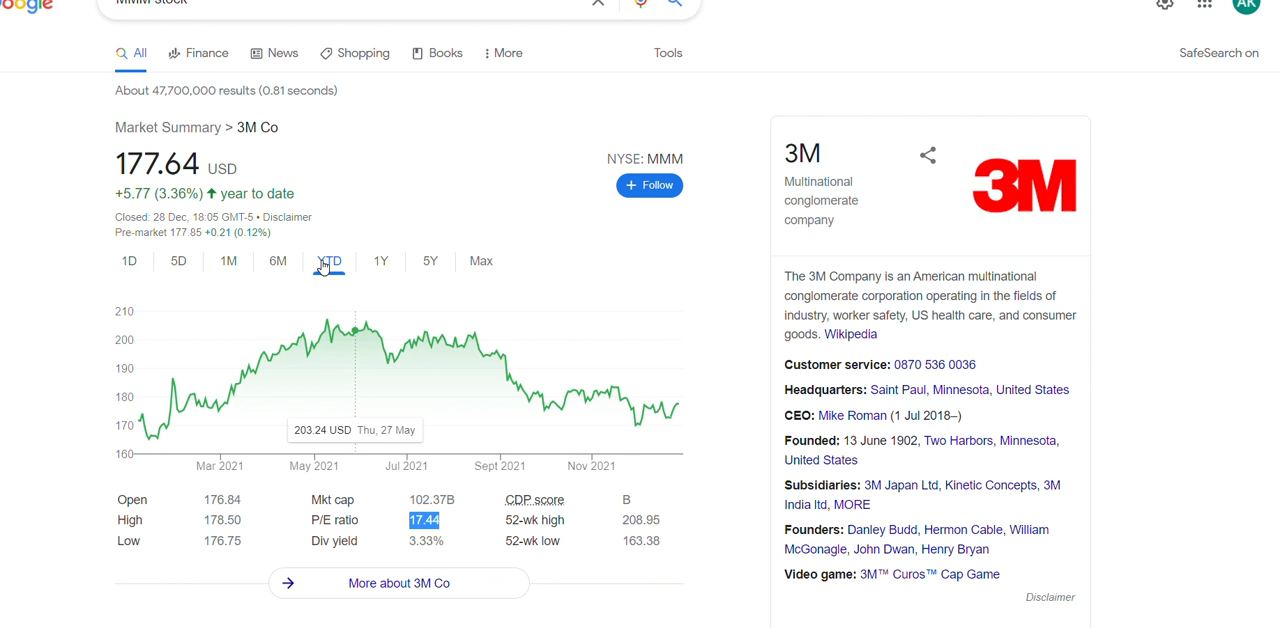 Google
MMM stock
AK
All
Finance
News
Shopping
Books
More
Tools
SafeSearch on
About 47,700,000 results (0.81 seconds)
Market Summary > 3M Co
177.64 USD
NYSE: MMM
+5.77 (3.36%) year to date
+ Follow
Closed: 28 Dec, 18:05 GMT-5 • Disclaimer
Pre-market 177.85 +0.21 (0.12%)
1D
5D
1M
6M
YTD
1Y
5Y
Max
210
200
190
180
170
160
203.24 USD Thu, 27 May
Mar 2021
May 2021
Jul 2021
Sept 2021
Nov 2021
Open 176.84 Mkt cap 102.37B CDP score B
High 178.50 P/E ratio 17.44 52-wk high 208.95
Low 176.75 Div yield 3.33% 52-wk low 163.38
More about 3M Co
3M
Multinational
conglomerate
company
3M
The 3M Company is an American multinational
conglomerate corporation operating in the fields of
industry, worker safety, US health care, and consumer
goods. Wikipedia
Customer service: 0870 536 0036
Headquarters: Saint Paul, Minnesota, United States
CEO: Mike Roman (1 Jul 2018–)
Founded: 13 June 1902, Two Harbors, Minnesota,
United States
Subsidiaries: 3M Japan Ltd, Kinetic Concepts, 3M
India ltd, MORE
Founders: Danley Budd, Hermon Cable, William
McGonagle, John Dwan, Henry Bryan
Video game: 3M™ Curos™ Cap Game
Disclaimer